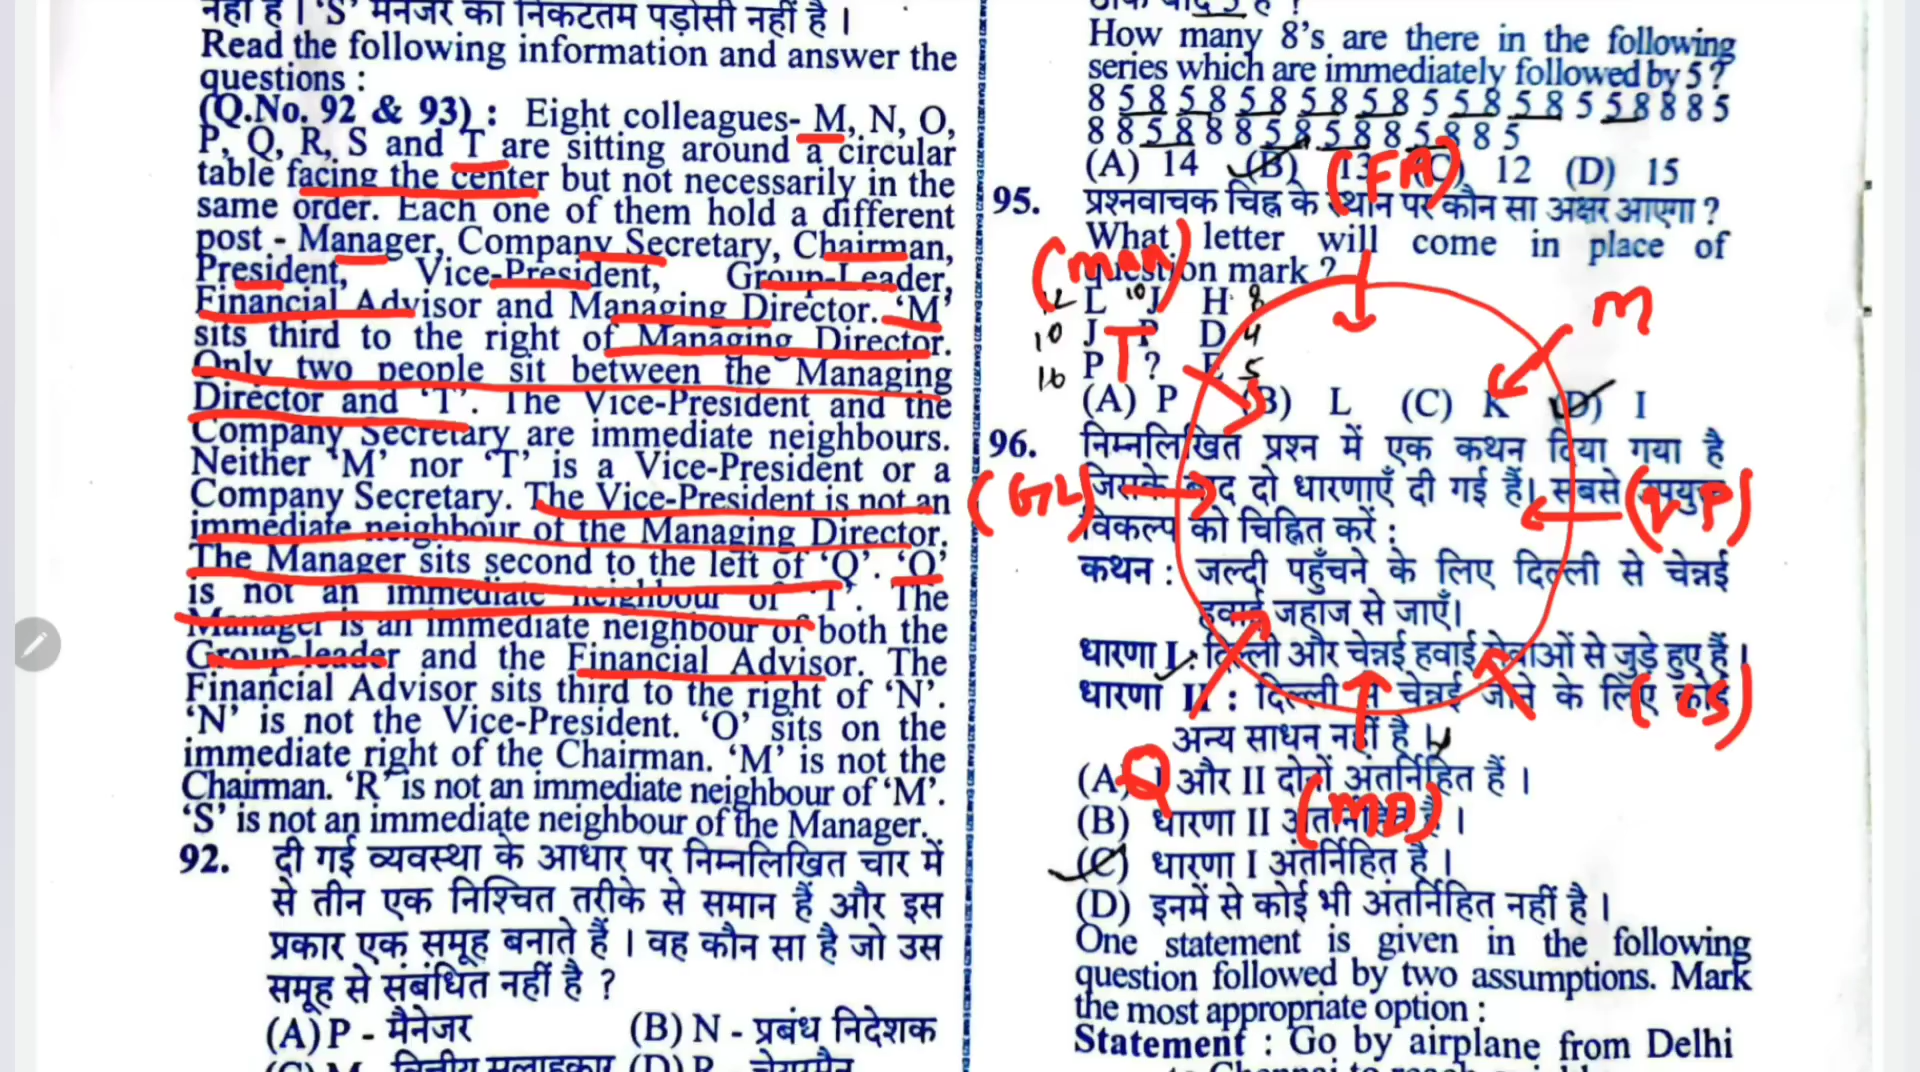 नहीं है । 'S' मैनेजर का निकटतम पड़ोसी नहीं है ।
Read the following information and answer the
questions :
(Q.No. 92 & 93) : Eight colleagues- M, N, O,
P, Q, R, S and T are sitting around a circular
table facing the center but not necessarily in the
same order. Each one of them hold a different
post - Manager, Company Secretary, Chairman,
President, Vice-President, Group-Leader,
Financial Advisor and Managing Director. 'M'
sits third to the right of Managing Director.
Only two people sit between the Managing
Director and 'T'. The Vice-President and the
Company Secretary are immediate neighbours.
Neither 'M' nor 'T' is a Vice-President or a
Company Secretary. The Vice-President is not an
immediate neighbour of the Managing Director.
The Manager sits second to the left of 'Q'. 'O'
is not an immediate neighbour of 'T'. The
Manager is an immediate neighbour of both the
Group-leader and the Financial Advisor. The
Financial Advisor sits third to the right of 'N'.
'N' is not the Vice-President. 'O' sits on the
immediate right of the Chairman. 'M' is not the
Chairman. 'R' is not an immediate neighbour of 'M'.
'S' is not an immediate neighbour of the Manager.
92. दी गई व्यवस्था के आधार पर निम्नलिखित चार में
से तीन एक निश्चित तरीके से समान हैं और इस
प्रकार एक समूह बनाते हैं । वह कौन सा है जो उस
समूह से संबंधित नहीं है ?
(A) P - मैनेजर (B) N - प्रबंध निदेशक
(C) M - वित्तीय सलाहकार (D) R - चेयरमैन
How many 8's are there in the following
series which are immediately followed by 5 ?
8 5 8 5 8 5 8 5 8 5 8 5 5 5 8 5 8 5 5 5 8 8 8 5
8 8 5 8 8 8 5 8 5 8 8 5 8 8 5
(A) 14 (B) 13 (C) 12 (D) 15
(FA)
95. प्रश्नवाचक चिह्न के स्थान पर कौन सा अक्षर आएगा ?
What letter will come in place of
question mark ?
(man)
12 L 10 J H 8
10 J P D 4
16 P ? E 5
T
M
(A) P (B) L (C) K (D) I
96. निम्नलिखित प्रश्न में एक कथन दिया गया है
जिसके बाद दो धारणाएँ दी गई हैं। सबसे उपयुक्त
(GL)
(VP)
विकल्प को चिह्नित करें :
कथन : जल्दी पहुँचने के लिए दिल्ली से चेन्नई
हवाई जहाज से जाएँ।
धारणा I : दिल्ली और चेन्नई हवाई सेवाओं से जुड़े हुए हैं ।
धारणा II : दिल्ली से चेन्नई जाने के लिए कोई
(CS)
अन्य साधन नहीं है ।
(A) I और II दोनों अंतर्निहित हैं ।
Q
(MD)
(B) धारणा II अंतर्निहित है ।
(C) धारणा I अंतर्निहित है ।
(D) इनमें से कोई भी अंतर्निहित नहीं है ।
One statement is given in the following
question followed by two assumptions. Mark
the most appropriate option :
Statement : Go by airplane from Delhi